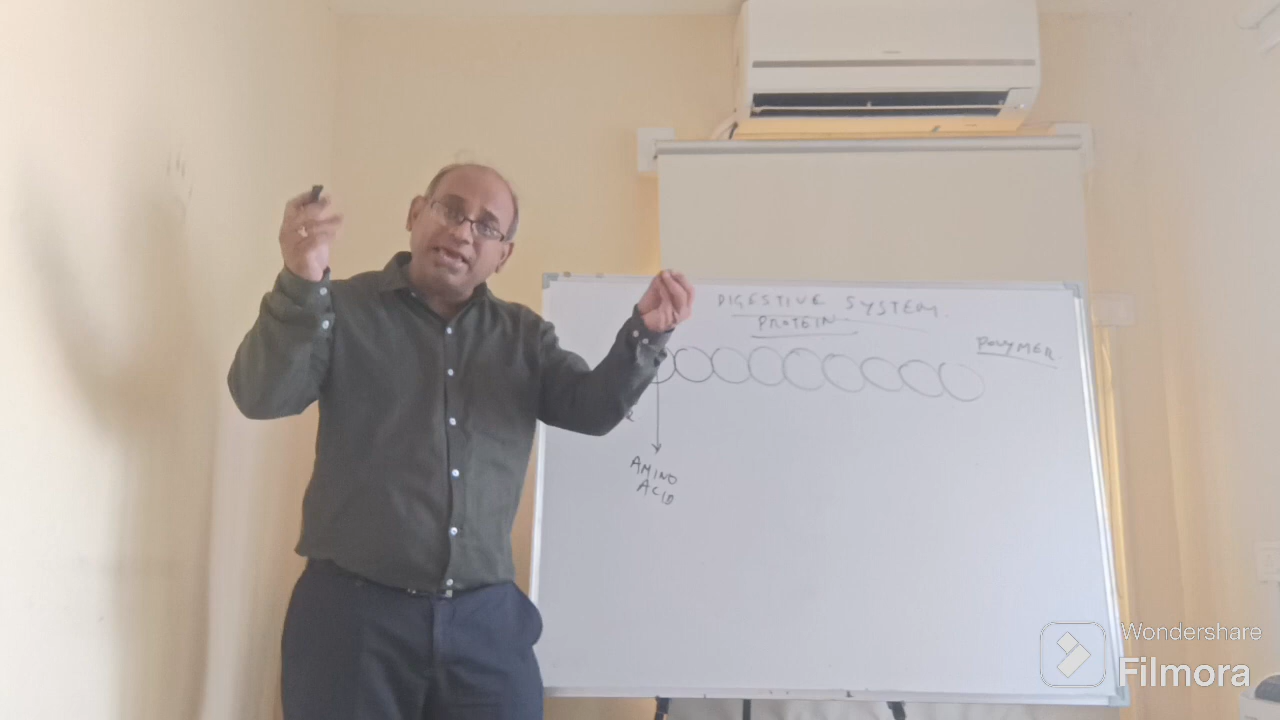 DIGESTIVE SYSTEM
PROTEIN
POLYMER
AMINO
ACID
Wondershare
Filmora